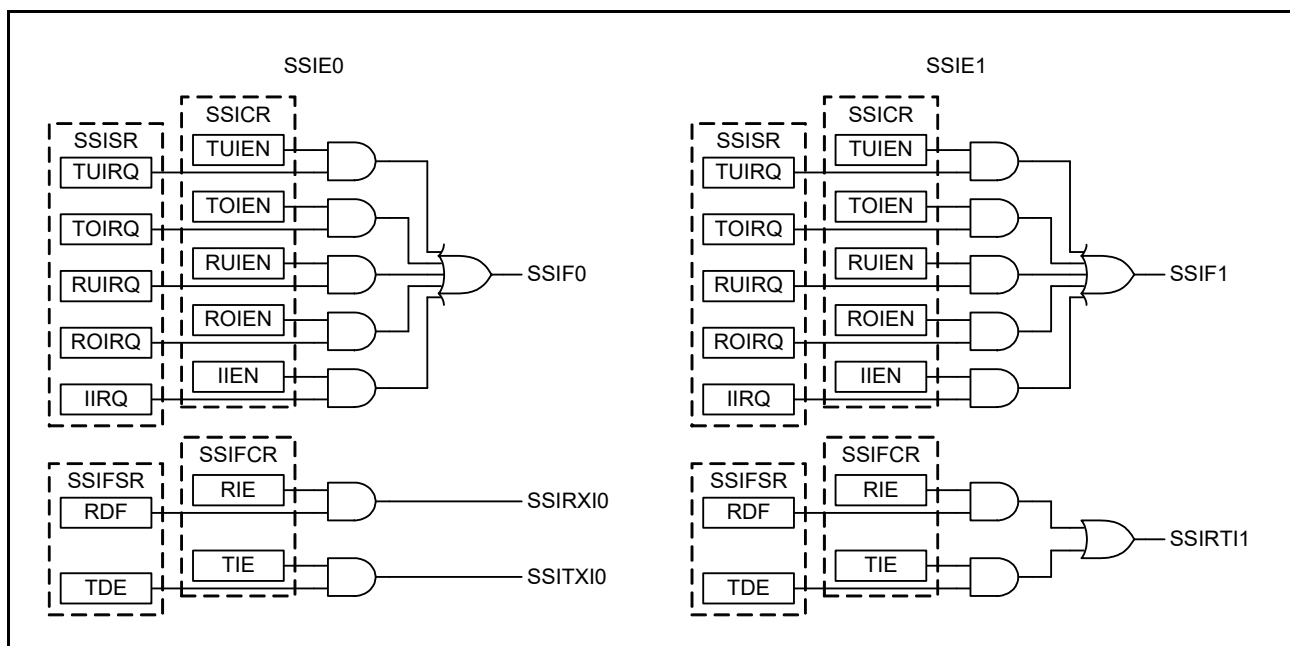 SSIE0
SSICR
SSISR
TUIEN
TUIRQ
TOIEN
TOIRQ
RUIEN
RUIRQ
SSIF0
ROIEN
ROIRQ
IIEN
IIRQ
SSIFCR
SSIFSR
RIE
RDF
SSIRXI0
TIE
TDE
SSITXI0
SSIE1
SSICR
SSISR
TUIEN
TUIRQ
TOIEN
TOIRQ
RUIEN
RUIRQ
SSIF1
ROIEN
ROIRQ
IIEN
IIRQ
SSIFCR
SSIFSR
RIE
RDF
SSIRTI1
TIE
TDE